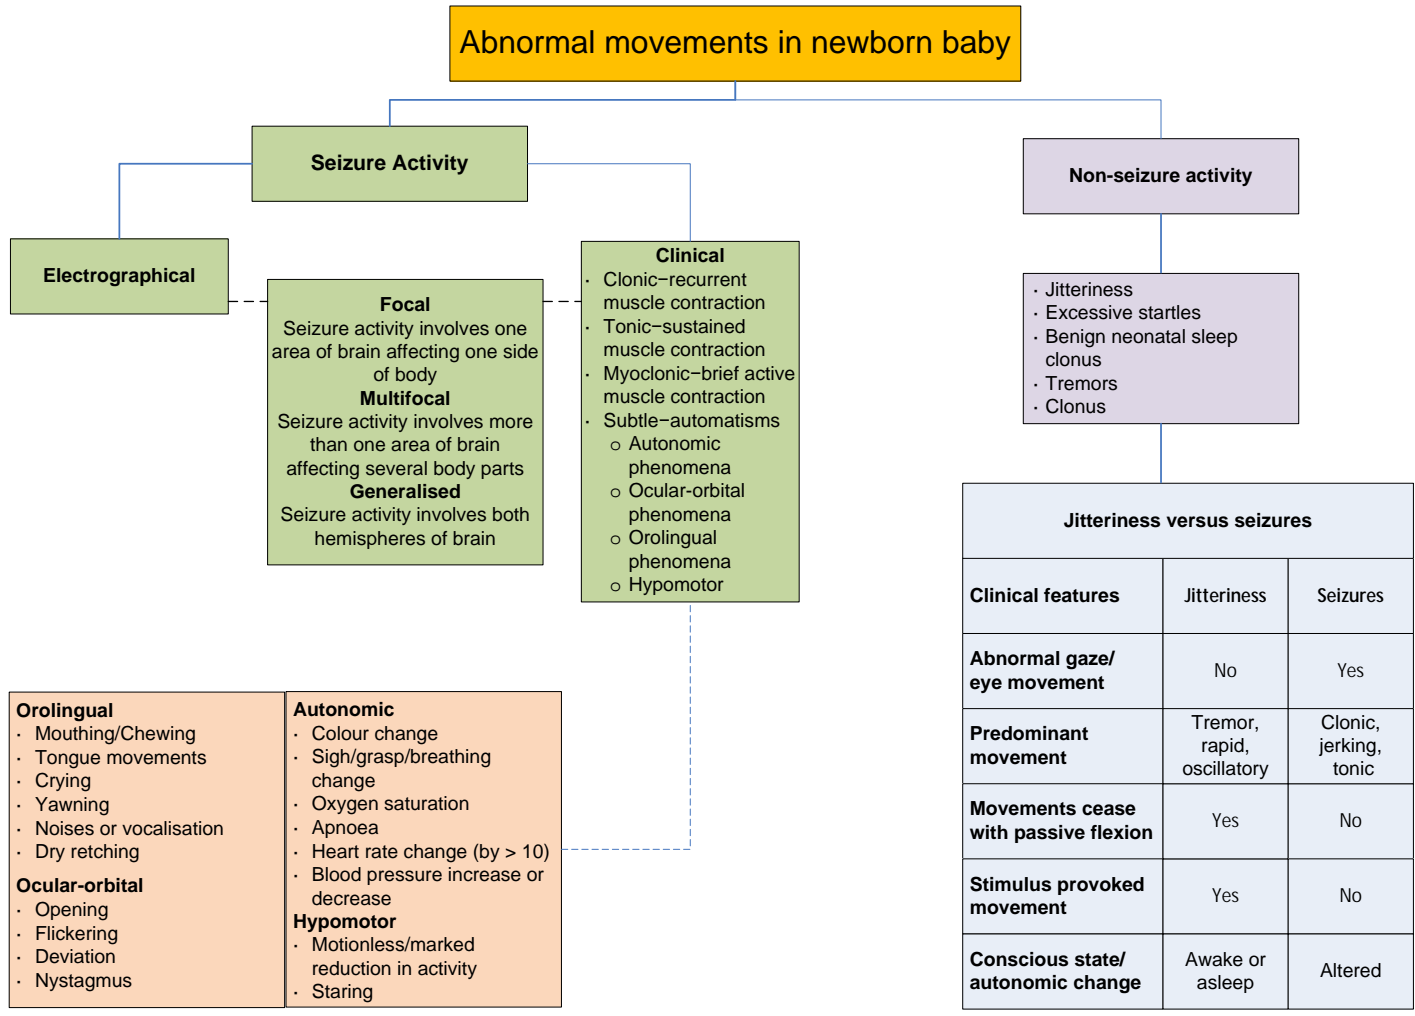 Abnormal movements in newborn baby
Seizure Activity
Non-seizure activity
Electrographical
Focal
Seizure activity involves one
area of brain affecting one side
of body
Multifocal
Seizure activity involves more
than one area of brain
affecting several body parts
Generalised
Seizure activity involves both
hemispheres of brain
Clinical
· Clonic−recurrent
muscle contraction
· Tonic−sustained
muscle contraction
· Myoclonic-brief active
muscle contraction
· Subtle−automatisms
o Autonomic
phenomena
o Ocular-orbital
phenomena
o Orolingual
phenomena
o Hypomotor
· Jitteriness
· Excessive startles
· Benign neonatal sleep
clonus
· Tremors
· Clonus
Orolingual
· Mouthing/Chewing
· Tongue movements
· Crying
· Yawning
· Noises or vocalisation
· Dry retching
Ocular-orbital
· Opening
· Flickering
· Deviation
· Nystagmus
Autonomic
· Colour change
· Sigh/grasp/breathing
change
· Oxygen saturation
· Apnoea
· Heart rate change (by > 10)
· Blood pressure increase or
decrease
Hypomotor
· Motionless/marked
reduction in activity
· Staring
Jitteriness versus seizures
Clinical features Jitteriness Seizures
Abnormal gaze/
eye movement
No Yes
Predominant
movement
Tremor,
rapid,
oscillatory
Clonic,
jerking,
tonic
Movements cease
with passive flexion
Yes No
Stimulus provoked
movement
Yes No
Conscious state/
autonomic change
Awake or
asleep
Altered